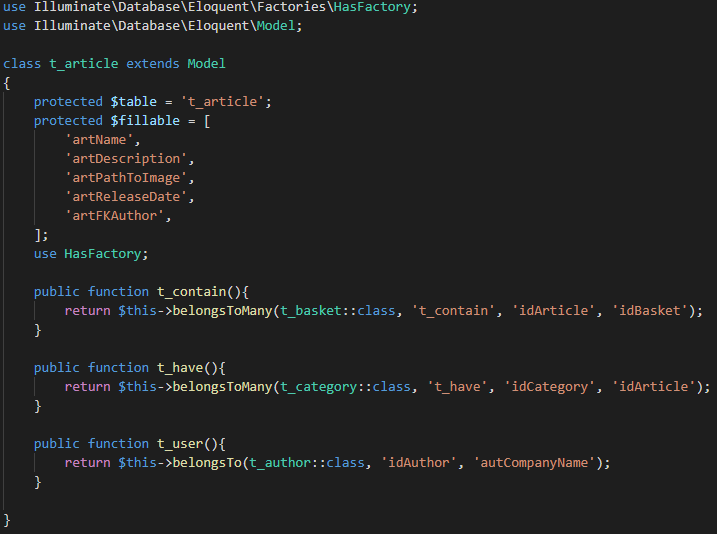 use Illuminate\Database\Eloquent\Factories\HasFactory;
use Illuminate\Database\Eloquent\Model;
class t_article extends Model
{
protected $table = 't_article';
protected $fillable = [
'artName',
'artDescription',
'artPathToImage',
'artReleaseDate',
'artFKAuthor',
];
use HasFactory;
public function t_contain(){
return $this->belongsToMany(t_basket::class, 't_contain', 'idArticle', 'idBasket');
}
public function t_have(){
return $this->belongsToMany(t_category::class, 't_have', 'idCategory', 'idArticle');
}
public function t_user(){
return $this->belongsTo(t_author::class, 'idAuthor', 'autCompanyName');
}
}